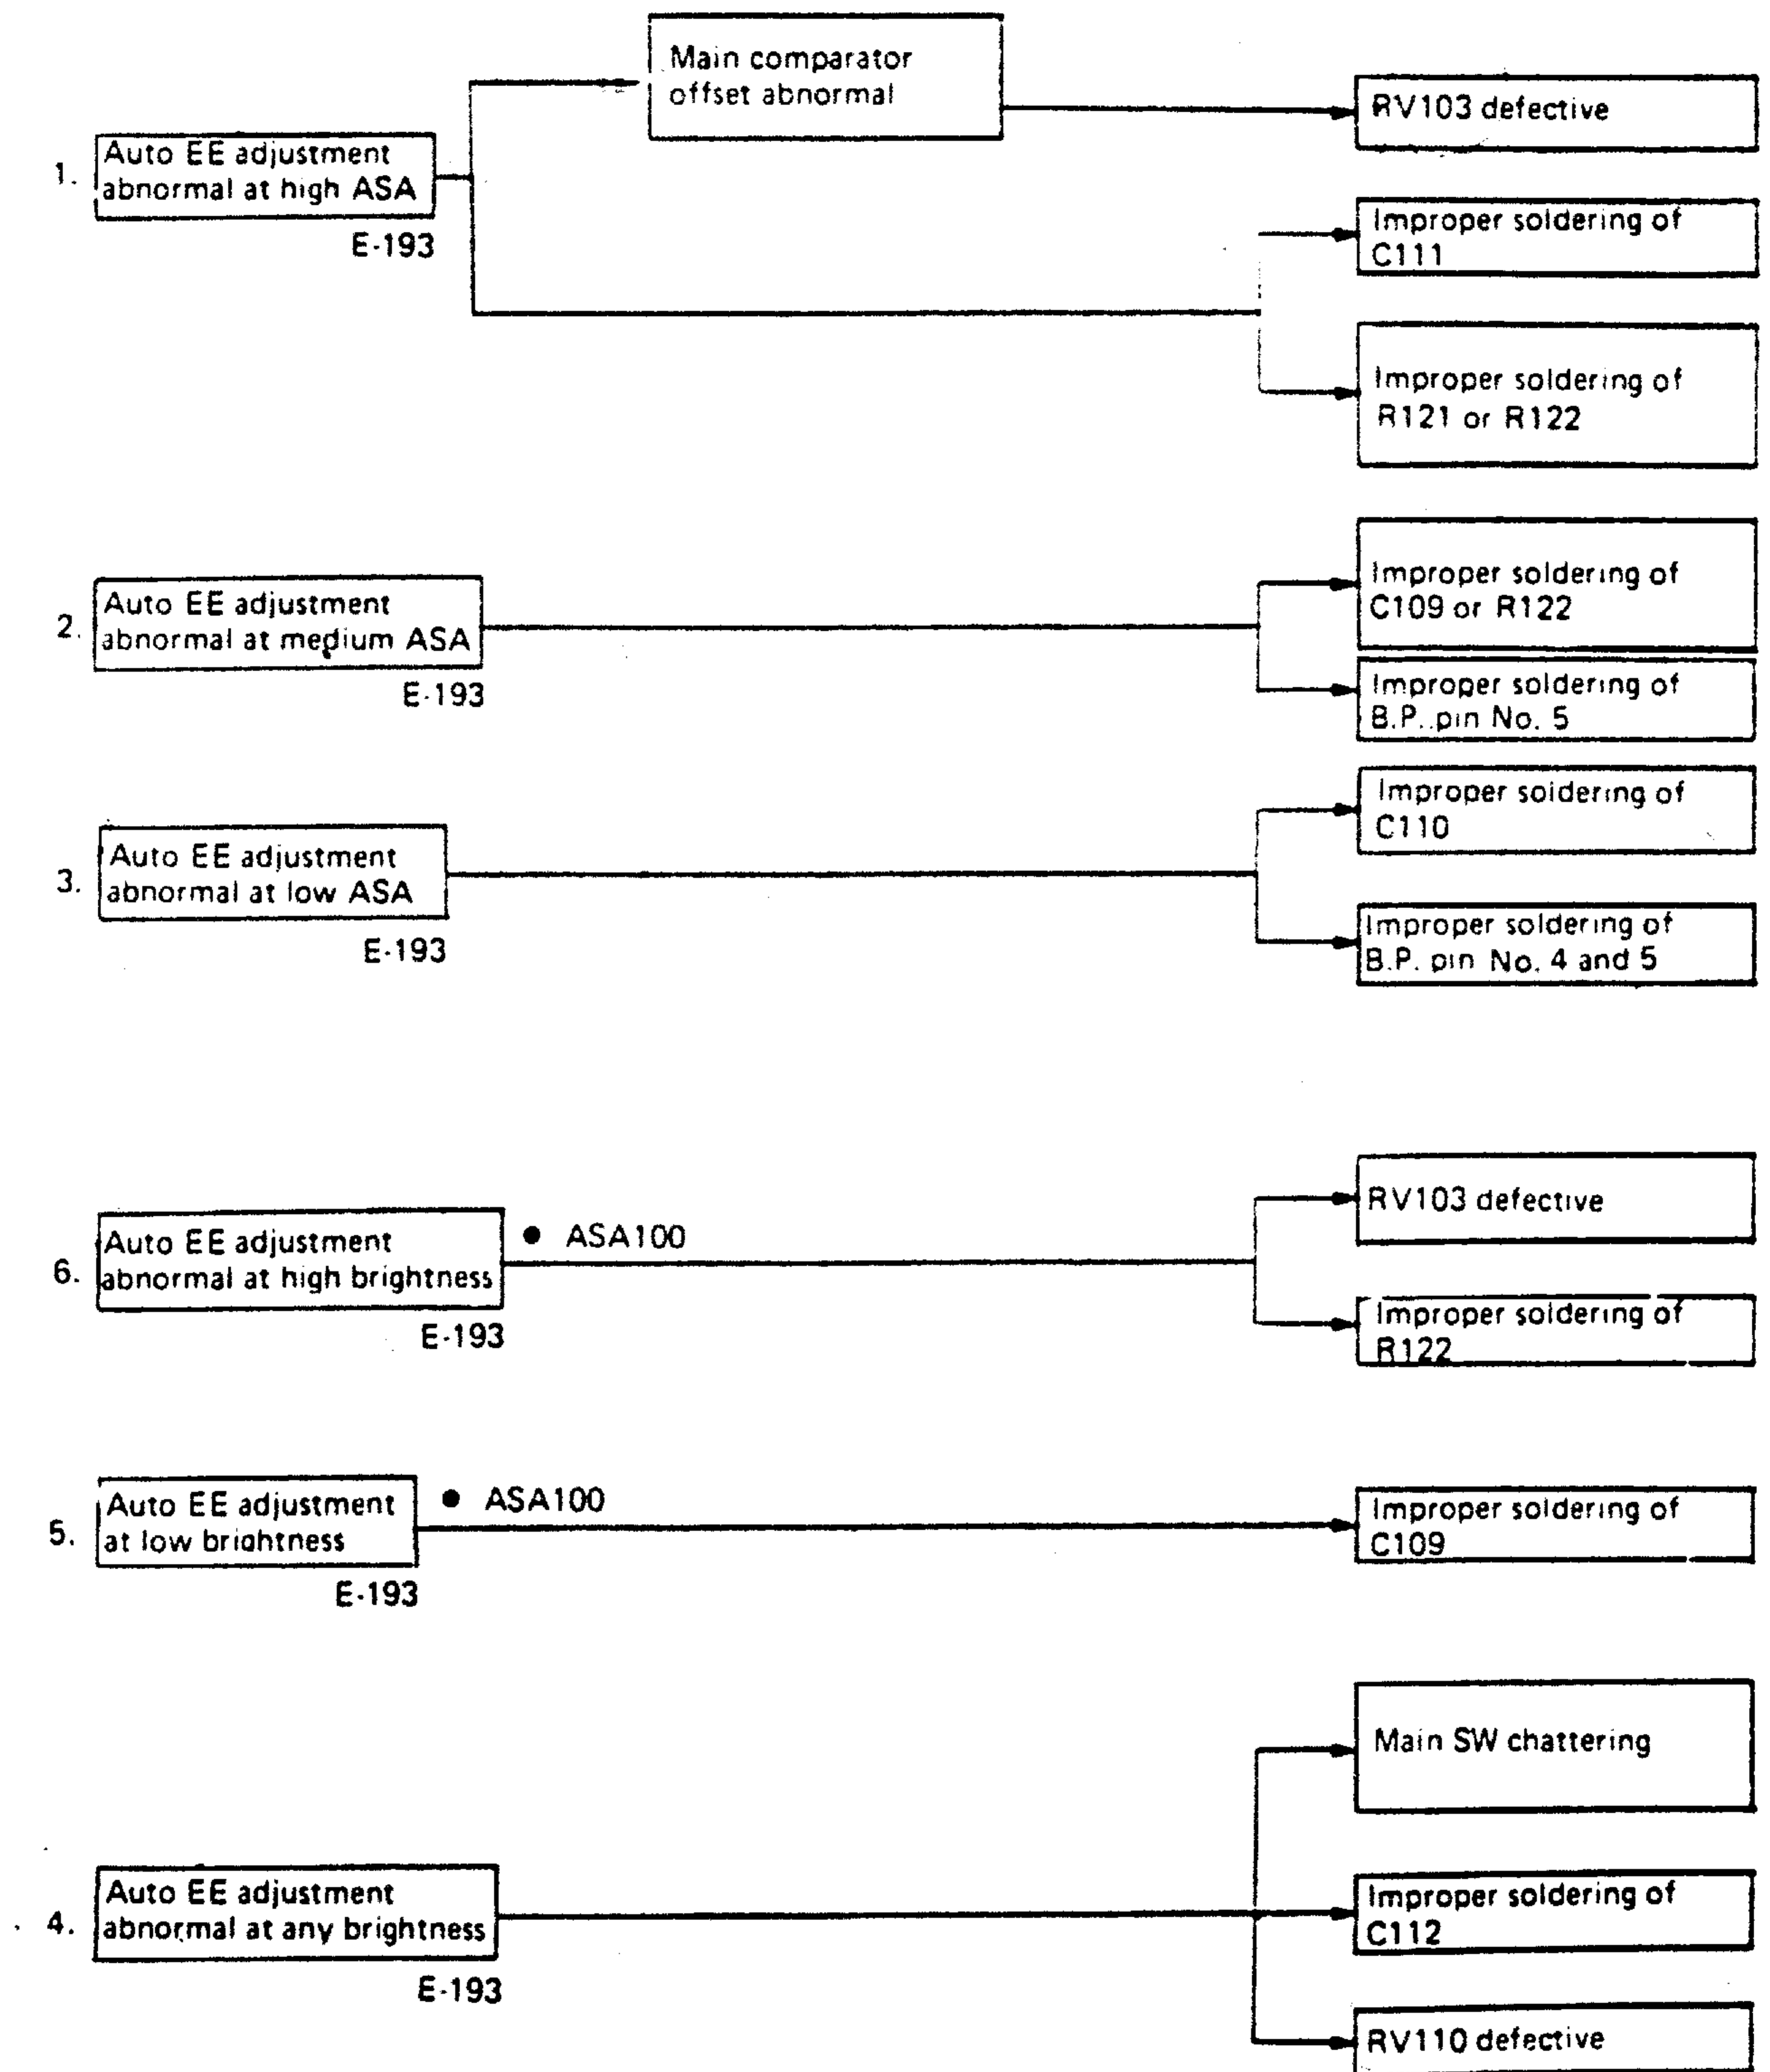 Main comparator
offset abnormal
RV103 defective
1.
Auto EE adjustment
abnormal at high ASA
E-193
Improper soldering of
C111
Improper soldering of
R121 or R122
2.
Auto EE adjustment
abnormal at medium ASA
E-193
Improper soldering of
C109 or R122
Improper soldering of
B.P. pin No. 5
3.
Auto EE adjustment
abnormal at low ASA
E-193
Improper soldering of
C110
Improper soldering of
B.P. pin No. 4 and 5
6.
Auto EE adjustment
abnormal at high brightness
E-193
● ASA100
RV103 defective
Improper soldering of
R122
5.
Auto EE adjustment
at low brightness
E-193
● ASA100
Improper soldering of
C109
4.
Auto EE adjustment
abnormal at any brightness
E-193
Main SW chattering
Improper soldering of
C112
RV110 defective